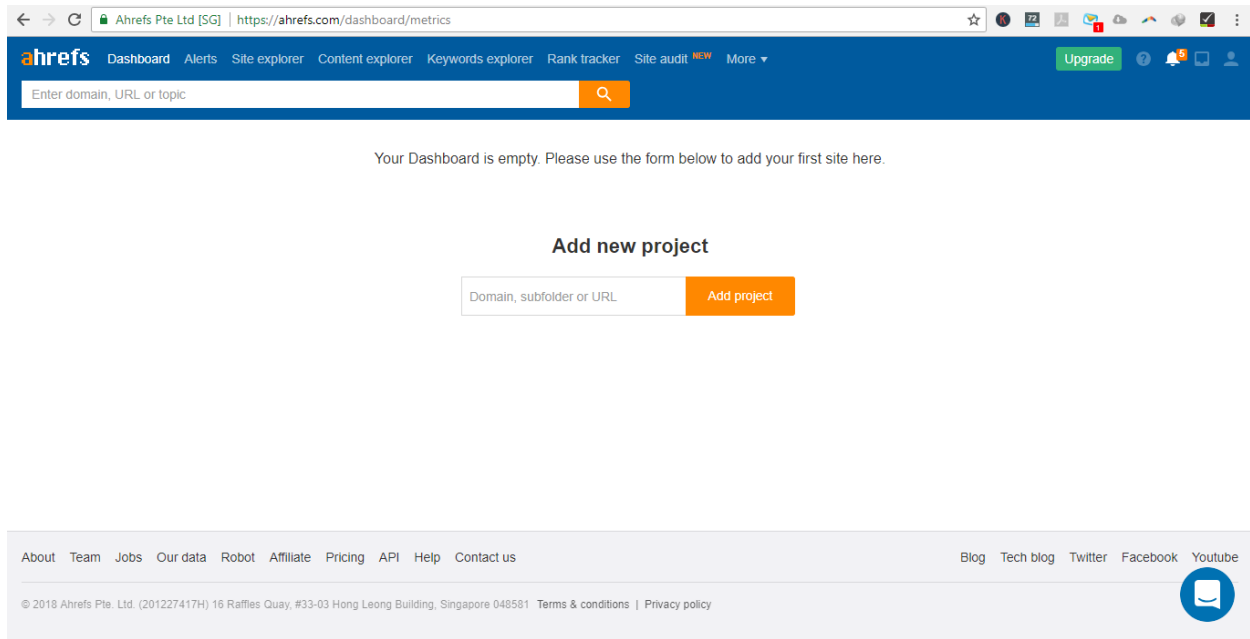 Ahrefs Pte Ltd [SG] | https://ahrefs.com/dashboard/metrics
K 72 1
ahrefs Dashboard Alerts Site explorer Content explorer Keywords explorer Rank tracker Site audit NEW More Upgrade ? 5
Enter domain, URL or topic
Your Dashboard is empty. Please use the form below to add your first site here.
Add new project
Domain, subfolder or URL Add project
About Team Jobs Our data Robot Affiliate Pricing API Help Contact us Blog Tech blog Twitter Facebook Youtube
© 2018 Ahrefs Pte. Ltd. (201227417H) 16 Raffles Quay, #33-03 Hong Leong Building, Singapore 048581 Terms & conditions | Privacy policy